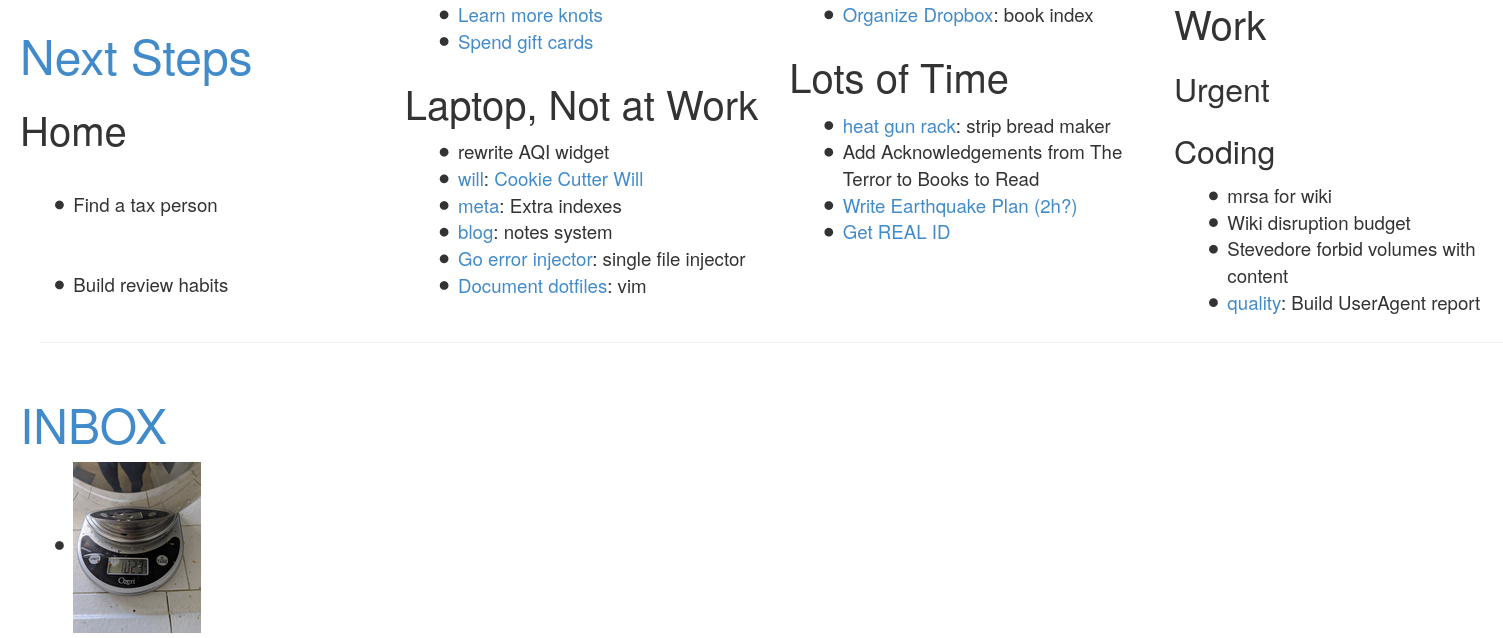 Next Steps
Home
Find a tax person
Build review habits
Learn more knots
Spend gift cards
Laptop, Not at Work
rewrite AQI widget
will: Cookie Cutter Will
meta: Extra indexes
blog: notes system
Go error injector: single file injector
Document dotfiles: vim
Organize Dropbox: book index
Lots of Time
heat gun rack: strip bread maker
Add Acknowledgements from The
Terror to Books to Read
Write Earthquake Plan (2h?)
Get REAL ID
Work
Urgent
Coding
mrsa for wiki
Wiki disruption budget
Stevedore forbid volumes with
content
quality: Build UserAgent report
INBOX
Ozeri